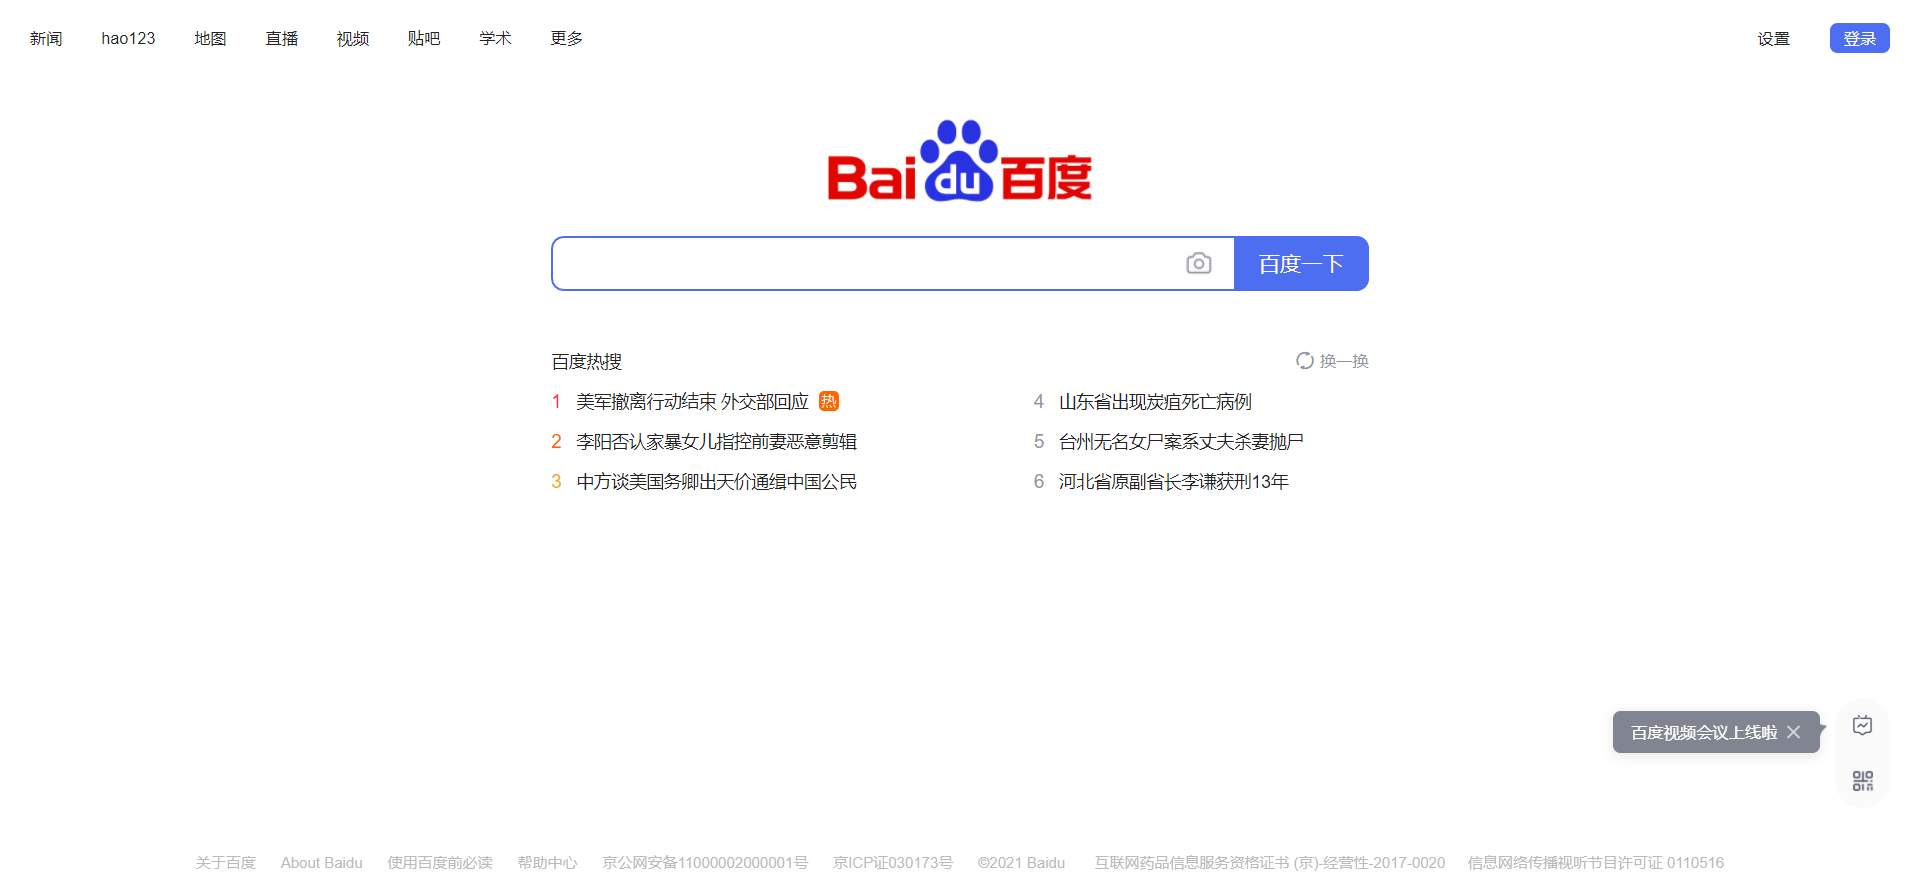 新闻 hao123 地图 直播 视频 贴吧 学术 更多 设置 登录
Bai du 百度
百度一下
百度热搜 换一换
1 美军撤离行动结束 外交部回应 热
2 李阳否认家暴女儿指控前妻恶意剪辑
3 中方谈美国务卿出天价通缉中国公民
4 山东省出现炭疽死亡病例
5 台州无名女尸案系丈夫杀妻抛尸
6 河北省原副省长李谦获刑13年
百度视频会议上线啦
关于百度 About Baidu 使用百度前必读 帮助中心 京公网安备11000002000001号 京ICP证030173号 ©2021 Baidu 互联网药品信息服务资格证书 (京)-经营性-2017-0020 信息网络传播视听节目许可证 0110516